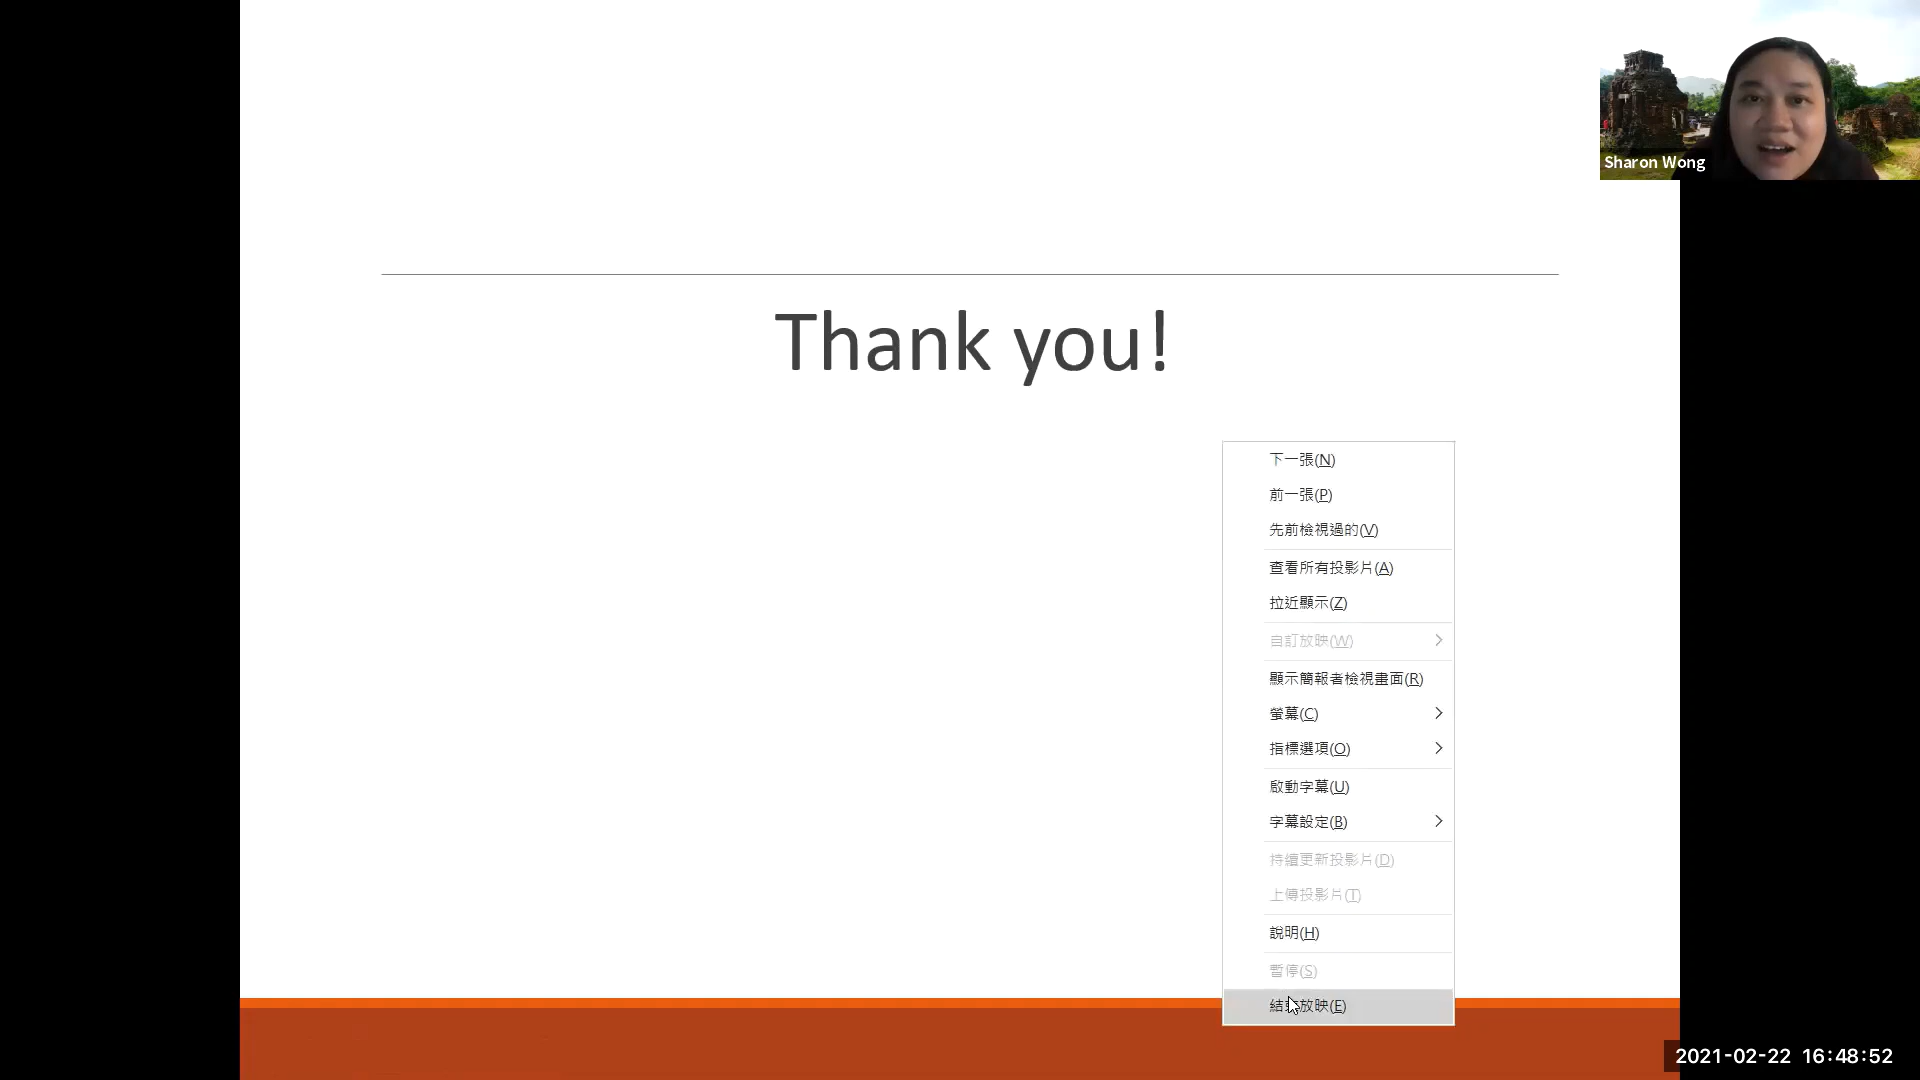 Sharon Wong
Thank you!
下一張(N)
前一張(P)
先前檢視過的(V)
查看所有投影片(A)
拉近顯示(Z)
自訂放映(W)
顯示簡報者檢視畫面(R)
螢幕(C)
指標選項(O)
啟動字幕(U)
字幕設定(B)
持續更新投影片(D)
上傳投影片(T)
說明(H)
暫停(S)
結束放映(E)
2021-02-22 16:48:52